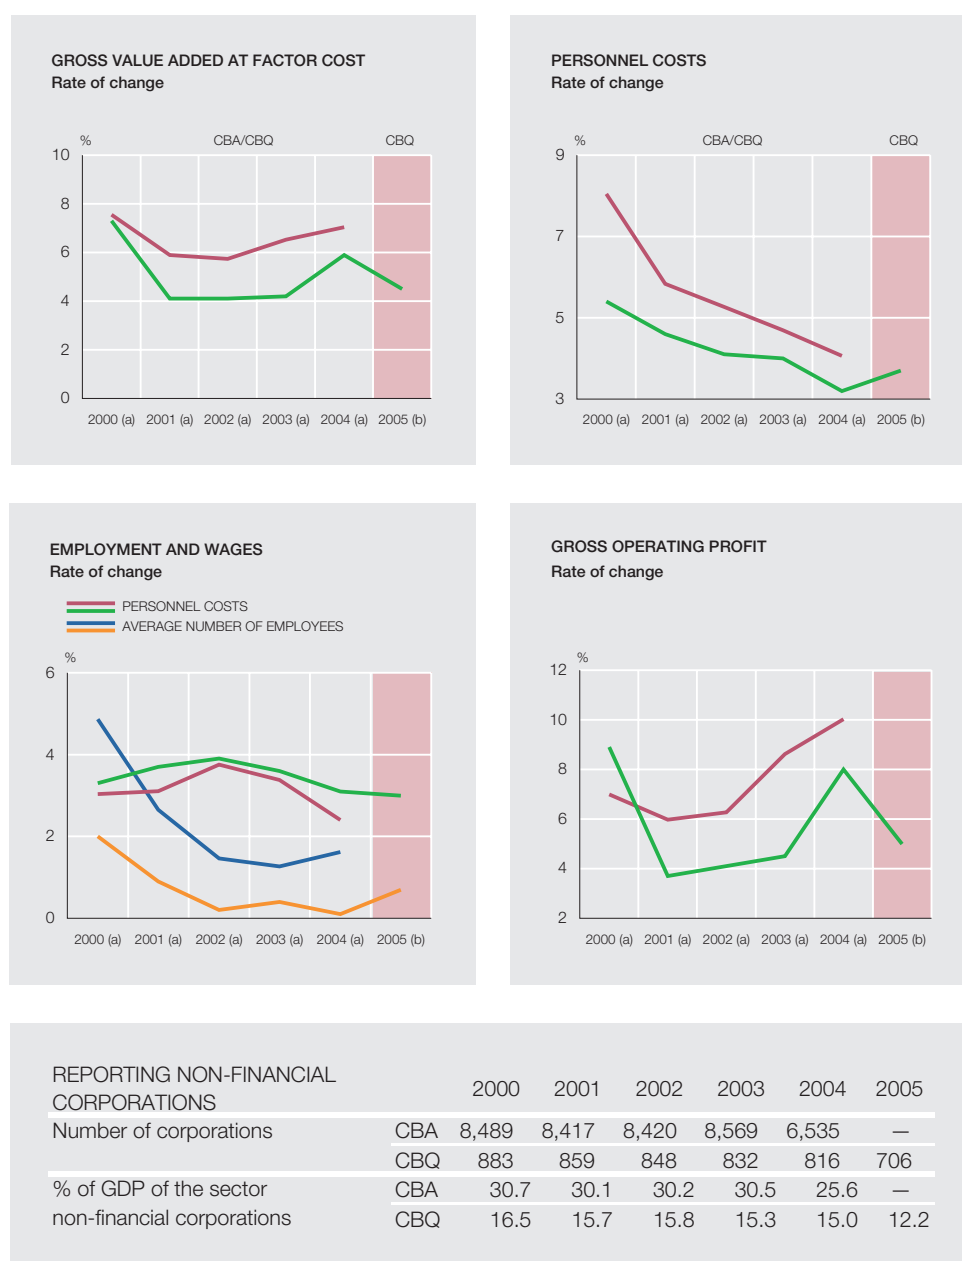 GROSS VALUE ADDED AT FACTOR COST
Rate of change
% CBA/CBQ CBQ
10
8
6
4
2
0
2000 (a) 2001 (a) 2002 (a) 2003 (a) 2004 (a) 2005 (b)
PERSONNEL COSTS
Rate of change
% CBA/CBQ CBQ
9
7
5
3
2000 (a) 2001 (a) 2002 (a) 2003 (a) 2004 (a) 2005 (b)
EMPLOYMENT AND WAGES
Rate of change
PERSONNEL COSTS
AVERAGE NUMBER OF EMPLOYEES
%
6
4
2
0
2000 (a) 2001 (a) 2002 (a) 2003 (a) 2004 (a) 2005 (b)
GROSS OPERATING PROFIT
Rate of change
%
12
10
8
6
4
2
2000 (a) 2001 (a) 2002 (a) 2003 (a) 2004 (a) 2005 (b)
REPORTING NON-FINANCIAL
CORPORATIONS
2000 2001 2002 2003 2004 2005
Number of corporations CBA 8,489 8,417 8,420 8,569 6,535 —
CBQ 883 859 848 832 816 706
% of GDP of the sector CBA 30.7 30.1 30.2 30.5 25.6 —
non-financial corporations CBQ 16.5 15.7 15.8 15.3 15.0 12.2